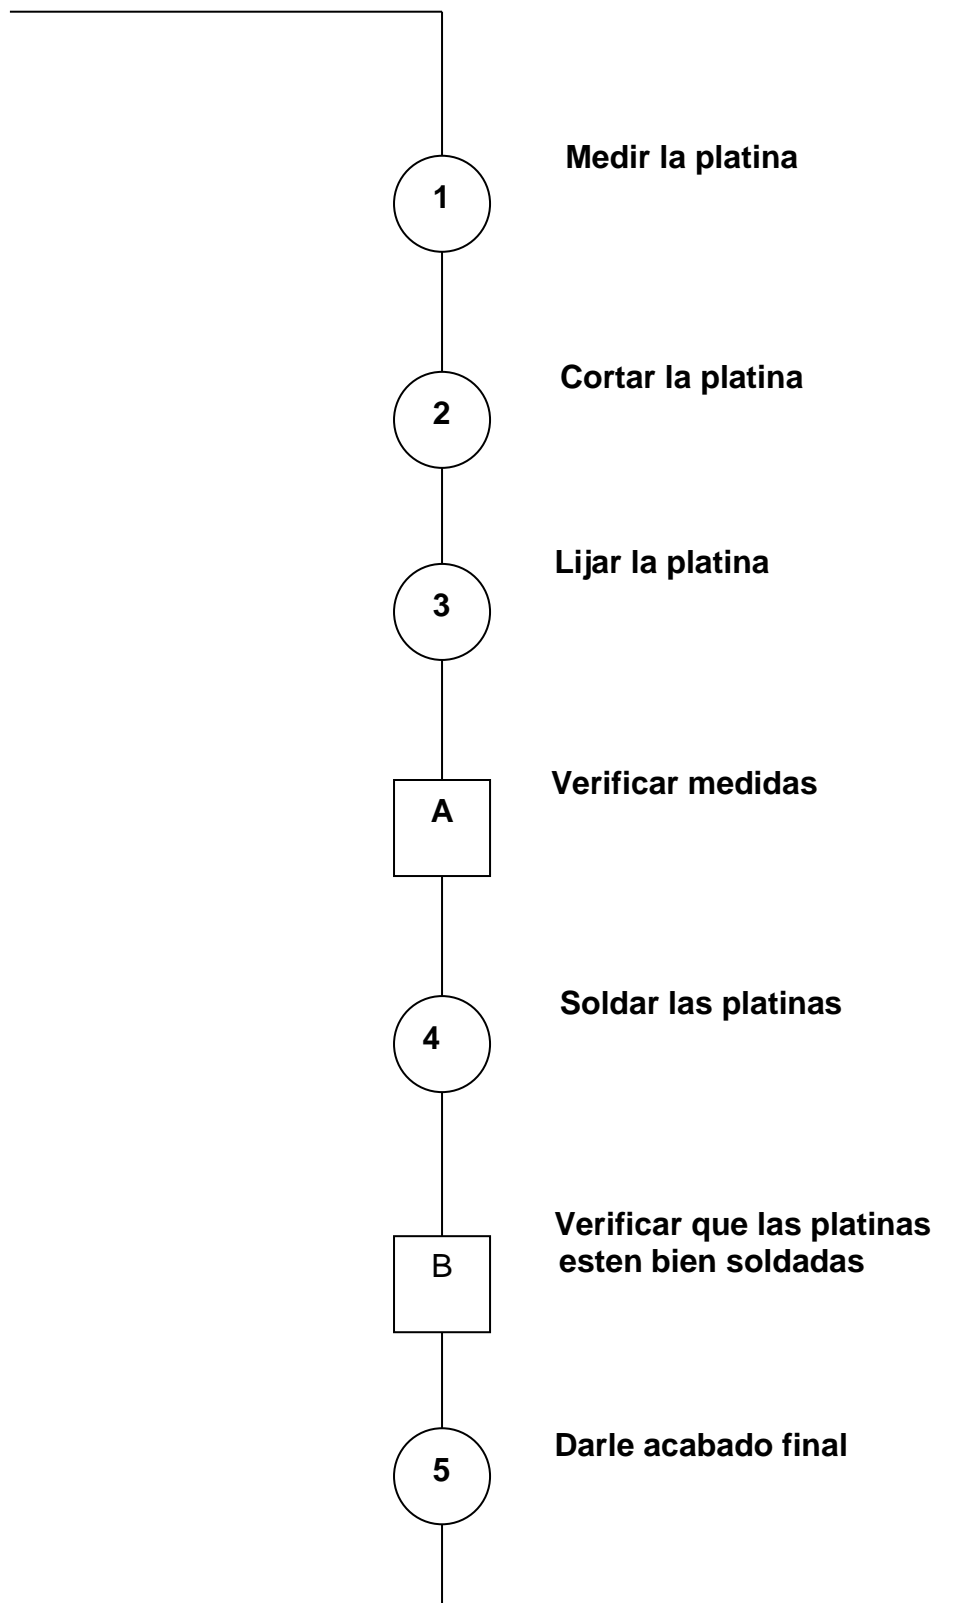 Medir la platina
1
Cortar la platina
2
Lijar la platina
3
Verificar medidas
A
Soldar las platinas
4
Verificar que las platinas
esten bien soldadas
B
Darle acabado final
5